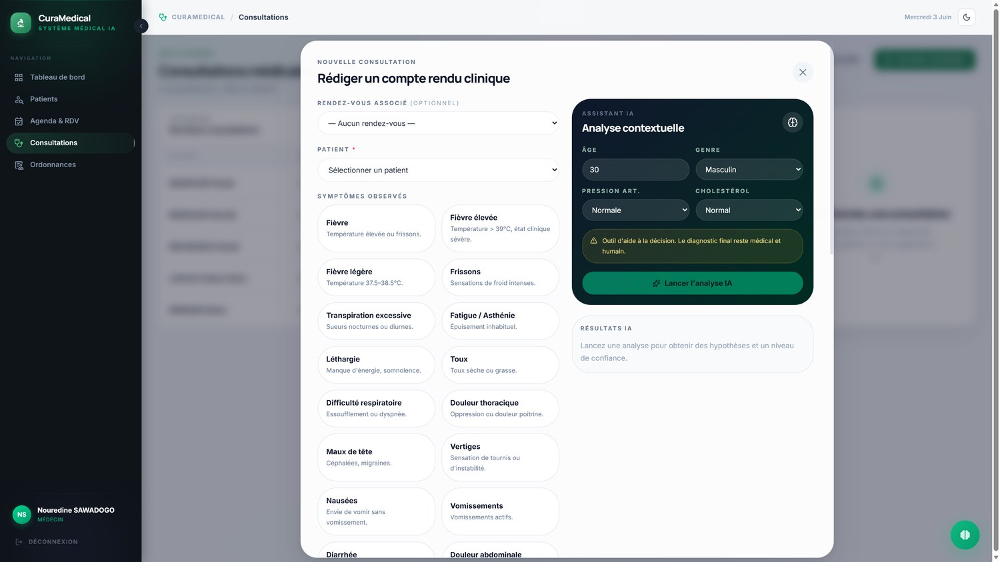 CuraMedical
SYSTÈME MÉDICAL IA
NAVIGATION
Tableau de bord
Patients
Agenda & RDV
Consultations
Ordonnances
NS
Nouredine SAWADOGO
MÉDECIN
DÉCONNEXION
CURAMEDICAL / Consultations
Mercredi 3 Juin
NOUVELLE CONSULTATION
Rédiger un compte rendu clinique
RENDEZ-VOUS ASSOCIÉ (OPTIONNEL)
— Aucun rendez-vous —
PATIENT *
Sélectionner un patient
SYMPTÔMES OBSERVÉS
Fièvre
Température élevée ou frissons.
Fièvre élevée
Température > 39°C, état clinique
sévère.
Fièvre légère
Température 37.5–38.5°C.
Frissons
Sensations de froid intenses.
Transpiration excessive
Sueurs nocturnes ou diurnes.
Fatigue / Asthénie
Épuisement inhabituel.
Léthargie
Manque d'énergie, somnolence.
Toux
Toux sèche ou grasse.
Difficulté respiratoire
Essoufflement ou dyspnée.
Douleur thoracique
Oppression ou douleur poitrine.
Maux de tête
Céphalées, migraines.
Vertiges
Sensation de tournis ou
d'instabilité.
Nausées
Envie de vomir sans
vomissement.
Vomissements
Vomissements actifs.
Diarrhée
Douleur abdominale
ASSISTANT IA
Analyse contextuelle
ÂGE
30
GENRE
Masculin
PRESSION ART.
Normale
CHOLESTÉROL
Normal
Outil d'aide à la décision. Le diagnostic final reste médical et
humain.
Lancer l'analyse IA
RÉSULTATS IA
Lancez une analyse pour obtenir des hypothèses et un niveau
de confiance.